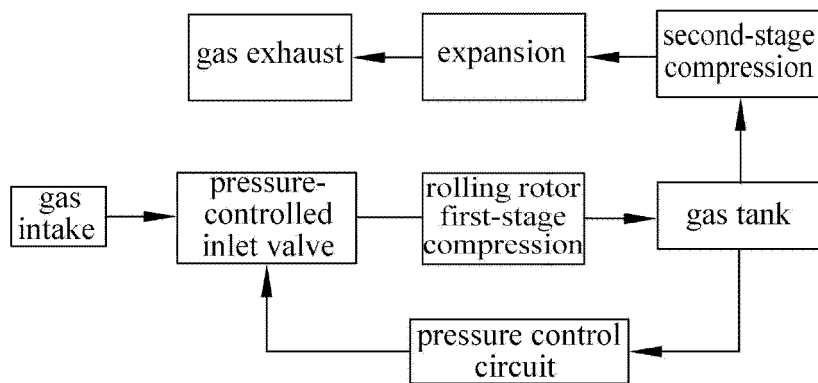 gas exhaust
expansion
second-stage
compression
gas
intake
pressure-
controlled
inlet valve
rolling rotor
first-stage
compression
gas tank
pressure control
circuit